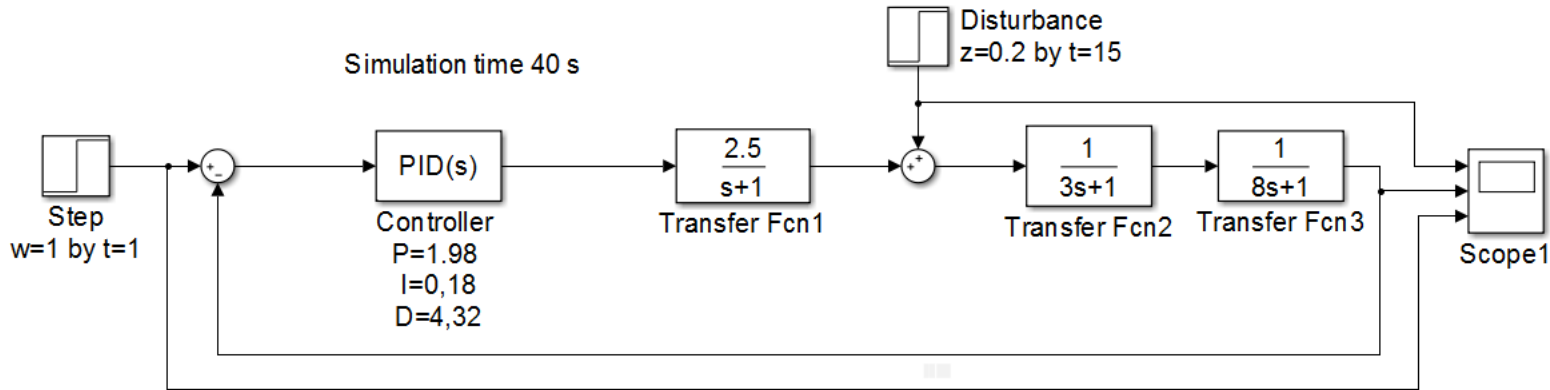 Disturbance
z=0.2 by t=15
Simulation time 40 s
Step
w=1 by t=1
+
−
PID(s)
Controller
P=1.98
I=0,18
D=4,32
2.5
s+1
Transfer Fcn1
+
+
1
3s+1
Transfer Fcn2
1
8s+1
Transfer Fcn3
Scope1